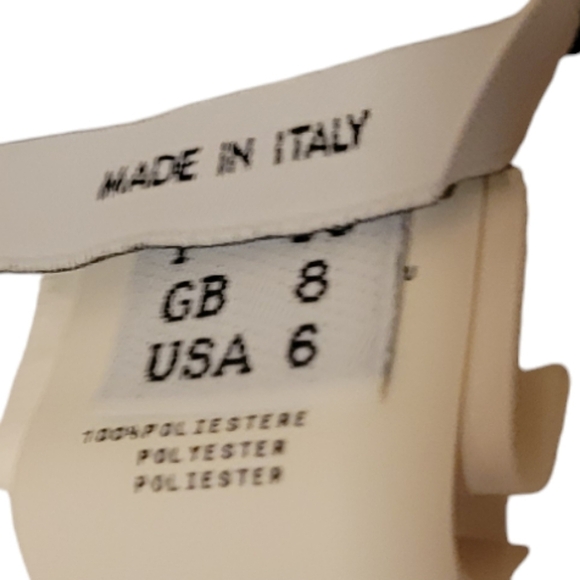 MADE IN ITALY
GB 8
USA 6
100%POLIESTERE
POLYESTER
POLIESTER